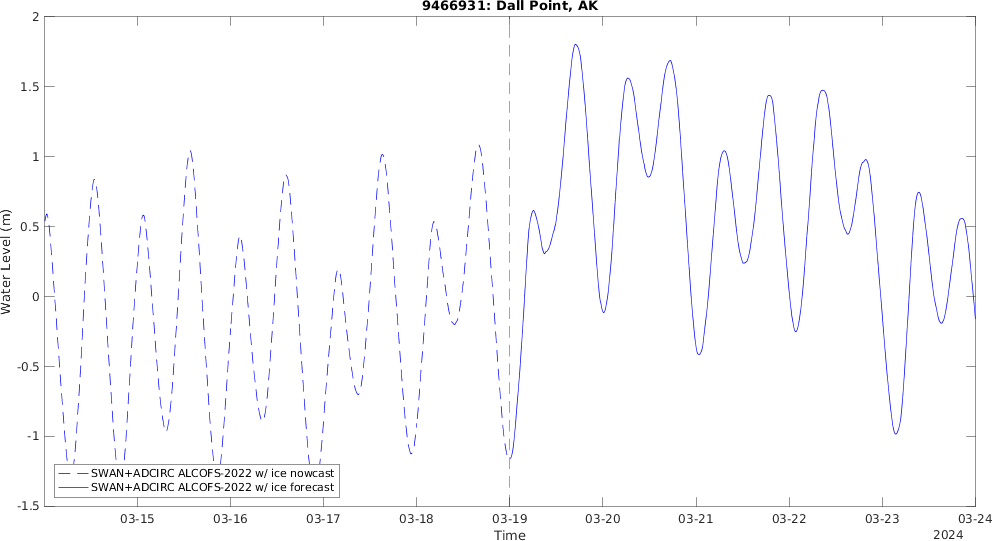 9466931: Dall Point, AK
2
1.5
1
0.5
0
-0.5
-1
-1.5
Water Level (m)
SWAN+ADCIRC ALCOFS-2022 w/ ice nowcast
SWAN+ADCIRC ALCOFS-2022 w/ ice forecast
03-15 03-16 03-17 03-18 03-19 03-20 03-21 03-22 03-23 03-24
Time
2024